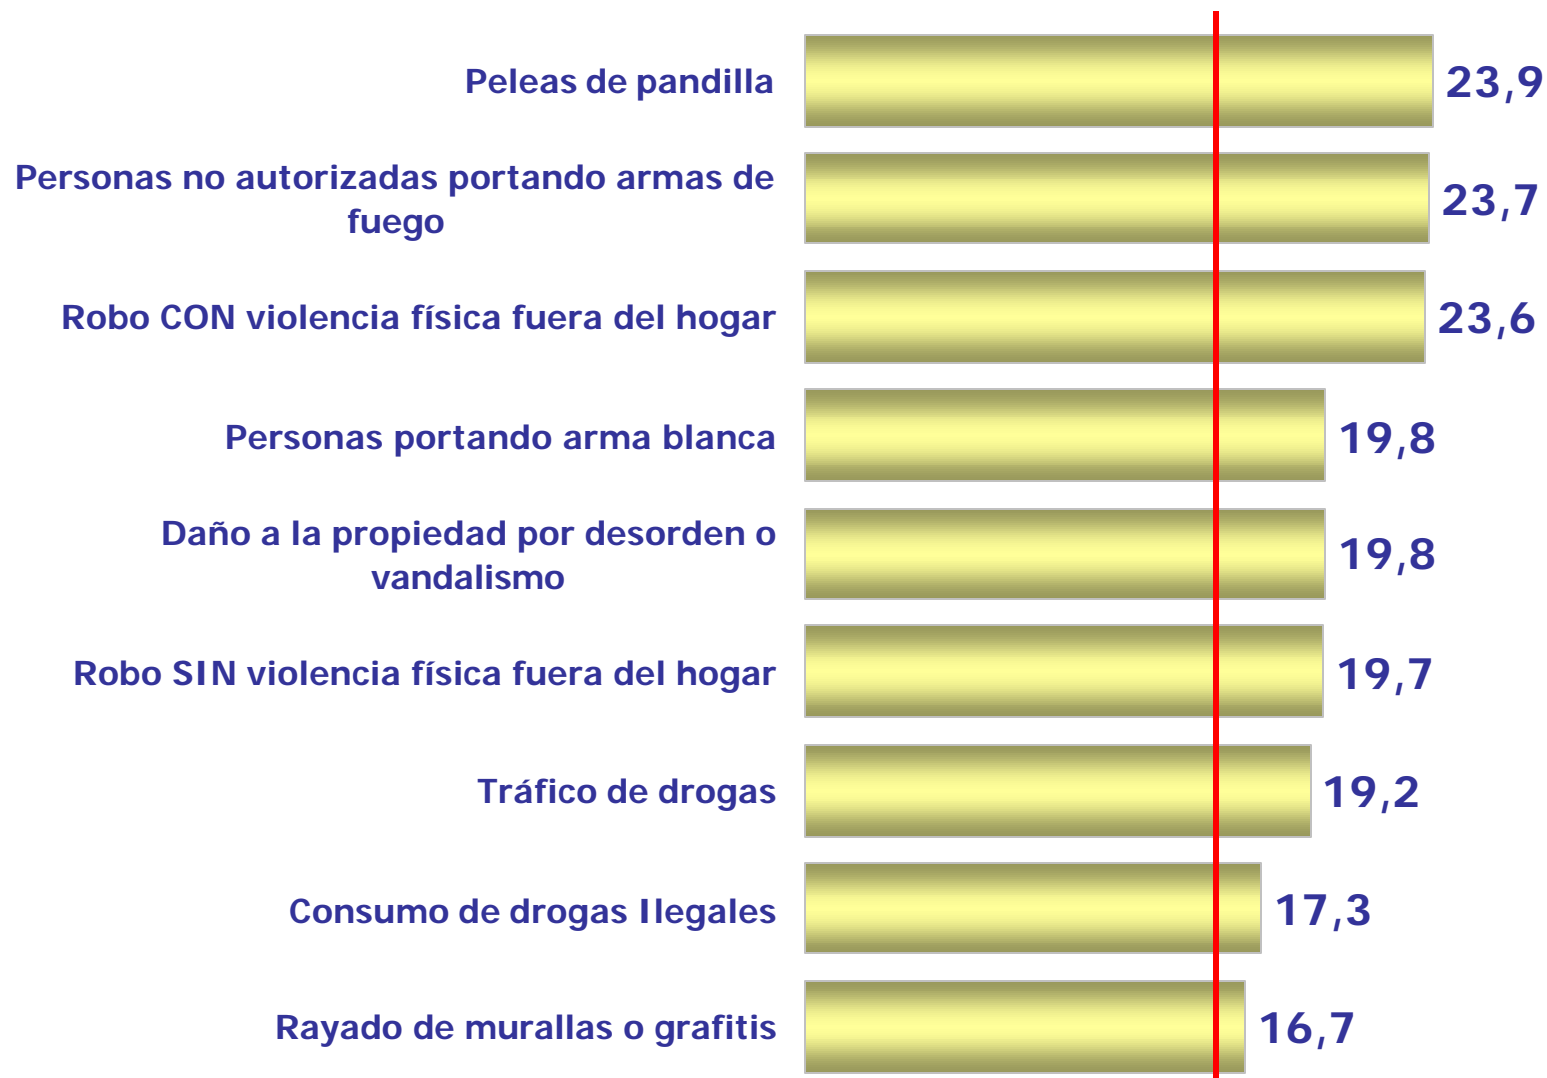 Peleas de pandilla
23,9
Personas no autorizadas portando armas de
fuego
23,7
Robo CON violencia física fuera del hogar
23,6
Personas portando arma blanca
19,8
Daño a la propiedad por desorden o
vandalismo
19,8
Robo SIN violencia física fuera del hogar
19,7
Tráfico de drogas
19,2
Consumo de drogas Ilegales
17,3
Rayado de murallas o grafitis
16,7